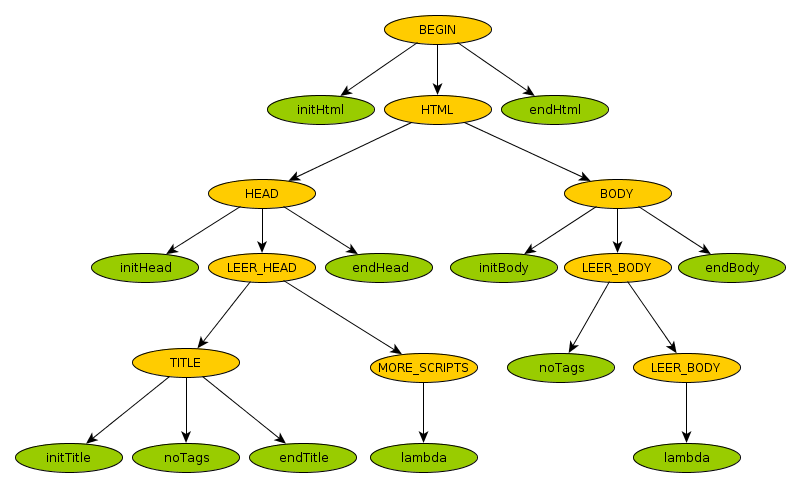 BEGIN
initHtml
HTML
endHtml
HEAD
BODY
initHead
LEER_HEAD
endHead
initBody
LEER_BODY
endBody
TITLE
MORE_SCRIPTS
noTags
LEER_BODY
initTitle
noTags
endTitle
lambda
lambda